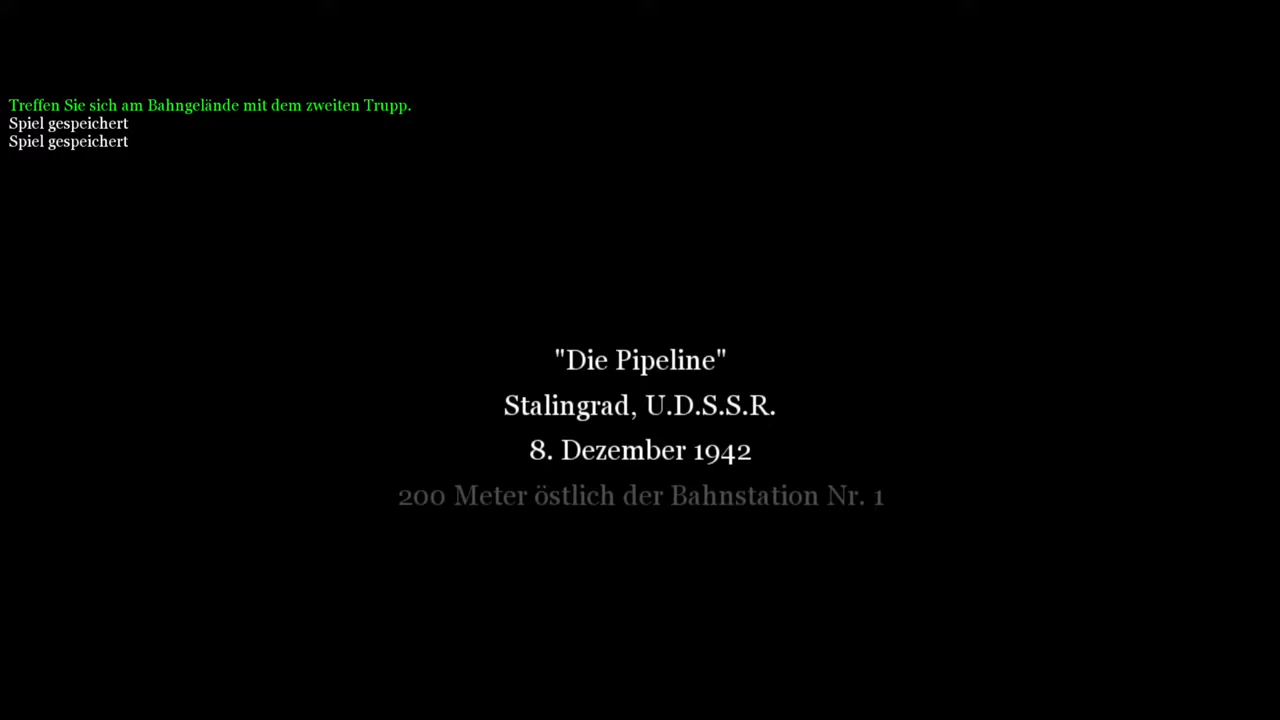 Treffen Sie sich am Bahngelände mit dem zweiten Trupp.
Spiel gespeichert
Spiel gespeichert
"Die Pipeline"
Stalingrad, U.D.S.S.R.
8. Dezember 1942
200 Meter östlich der Bahnstation Nr. 1